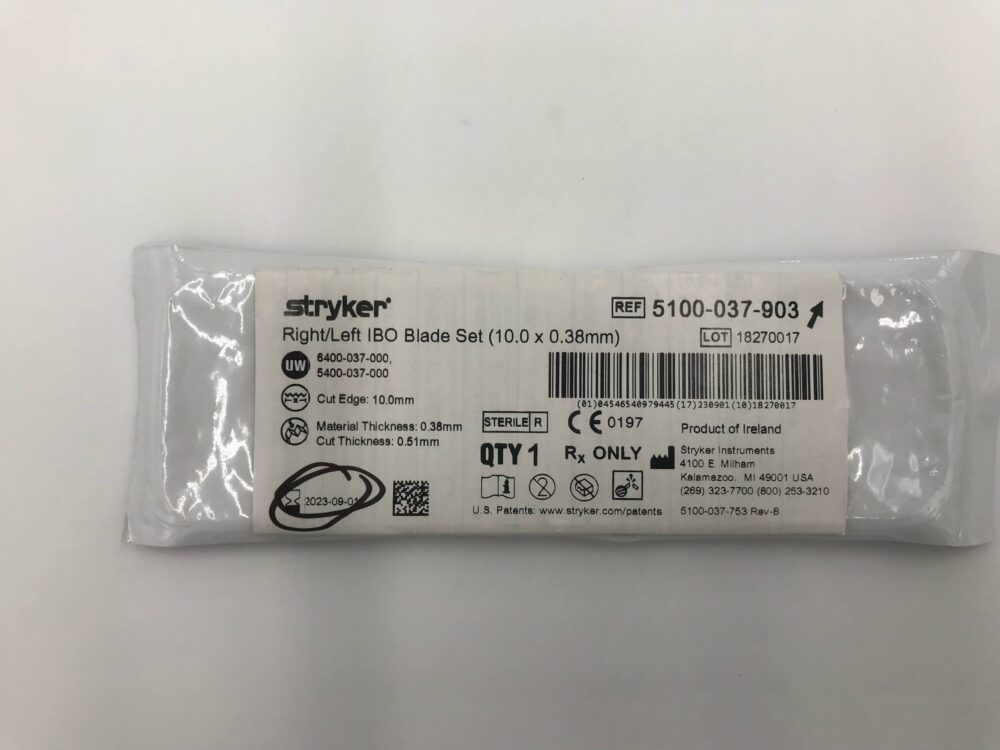 stryker®
Right/Left IBO Blade Set (10.0 x 0.38mm)
REF 5100-037-903
LOT 18270017
UW 6400-037-000,
5400-037-000
(01)04546540979445(17)230901(10)18270017
Cut Edge: 10.0mm
Material Thickness: 0.38mm
Cut Thickness: 0.51mm
STERILE R CE 0197
Product of Ireland
QTY 1 Rx ONLY
Stryker Instruments
4100 E. Milham
Kalamazoo, MI 49001 USA
(269) 323-7700 (800) 253-3210
2023-09-01
U.S. Patents: www.stryker.com/patents
5100-037-753 Rev-B